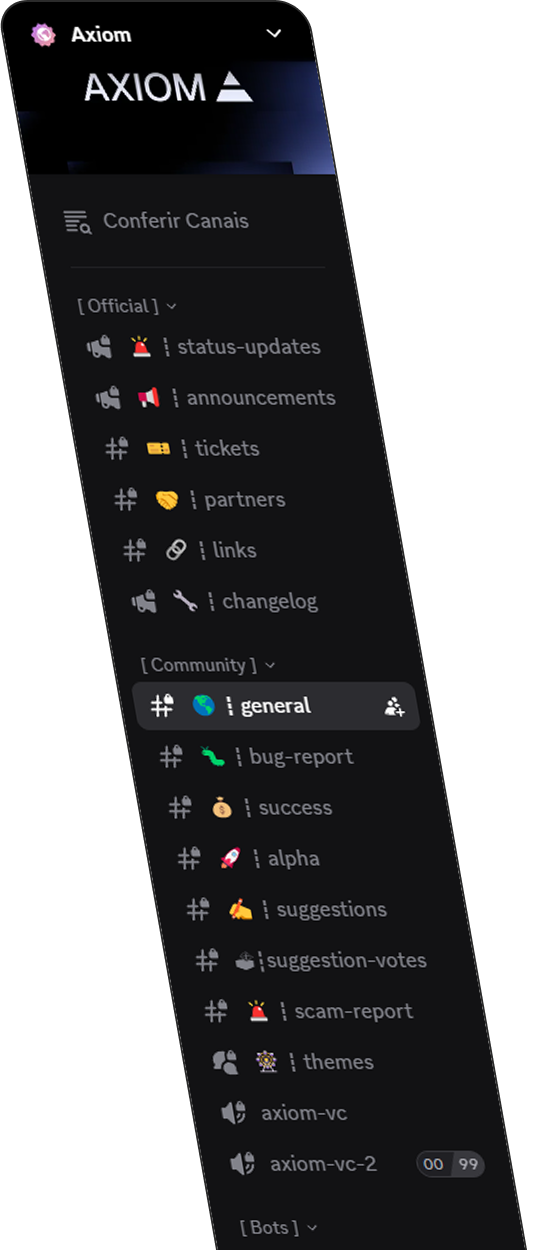 Axiom
AXIOM
Conferir Canais
[ Official ]
¦ status-updates
¦ announcements
¦ tickets
¦ partners
¦ links
¦ changelog
[ Community ]
¦ general
¦ bug-report
¦ success
¦ alpha
¦ suggestions
¦suggestion-votes
¦ scam-report
¦ themes
axiom-vc
axiom-vc-2 00 99
[ Bots ]